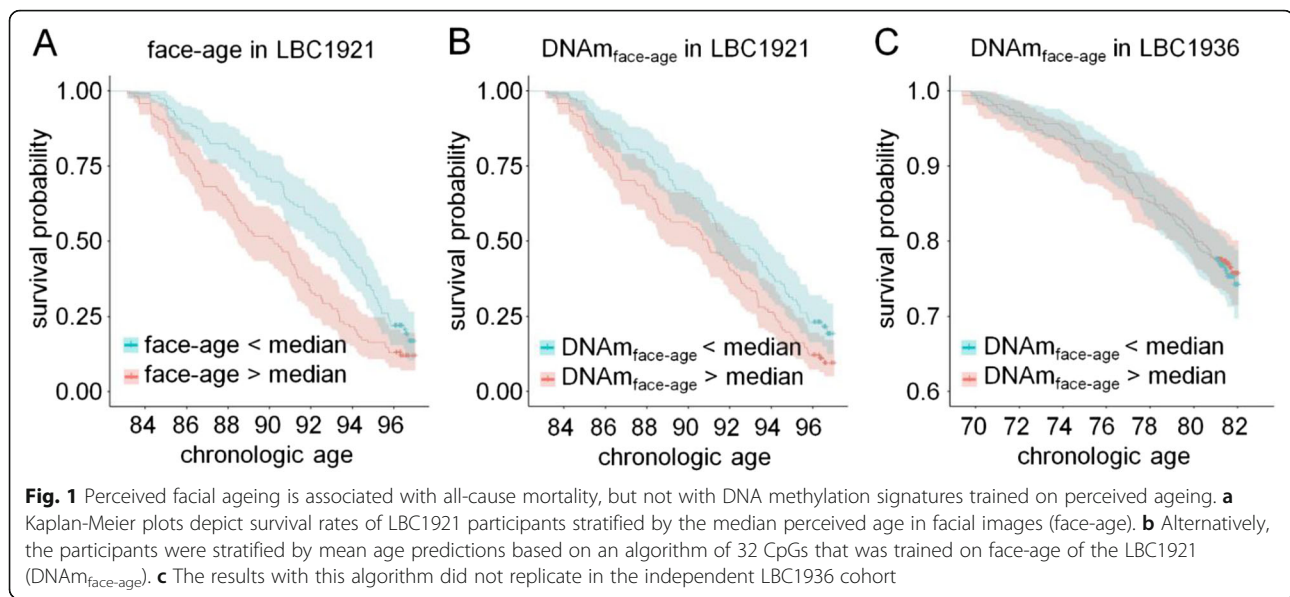 A
face-age in LBC1921
survival probability
1.00
0.75
0.50
0.25
0.00
face-age < median
face-age > median
84 86 88 90 92 94 96
chronologic age
B
DNAmface-age in LBC1921
survival probability
1.00
0.75
0.50
0.25
0.00
DNAmface-age < median
DNAmface-age > median
84 86 88 90 92 94 96
chronologic age
C
DNAmface-age in LBC1936
survival probability
1.0
0.9
0.8
0.7
0.6
DNAmface-age < median
DNAmface-age > median
70 72 74 76 78 80 82
chronologic age
Fig. 1 Perceived facial ageing is associated with all-cause mortality, but not with DNA methylation signatures trained on perceived ageing. a
Kaplan-Meier plots depict survival rates of LBC1921 participants stratified by the median perceived age in facial images (face-age). b Alternatively,
the participants were stratified by mean age predictions based on an algorithm of 32 CpGs that was trained on face-age of the LBC1921
(DNAmface-age). c The results with this algorithm did not replicate in the independent LBC1936 cohort